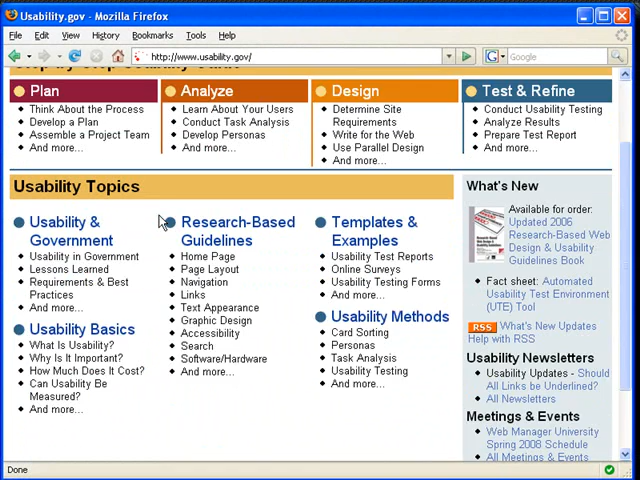 Usability.gov - Mozilla Firefox
File Edit View History Bookmarks Tools Help
http://www.usability.gov/
Google
Plan
Think About the Process
Develop a Plan
Assemble a Project Team
And more...
Analyze
Learn About Your Users
Conduct Task Analysis
Develop Personas
And more...
Design
Determine Site
Requirements
Write for the Web
Use Parallel Design
And more...
Test & Refine
Conduct Usability Testing
Analyze Results
Prepare Test Report
And more...
Usability Topics
Usability &
Government
Usability in Government
Lessons Learned
Requirements & Best
Practices
And more...
Usability Basics
What Is Usability?
Why Is It Important?
How Much Does It Cost?
Can Usability Be
Measured?
And more...
Research-Based
Guidelines
Home Page
Page Layout
Navigation
Links
Text Appearance
Graphic Design
Accessibility
Search
Software/Hardware
And more...
Templates &
Examples
Usability Test Reports
Online Surveys
Usability Testing Forms
And more...
Usability Methods
Card Sorting
Personas
Task Analysis
Usability Testing
And more...
What's New
Available for order:
Updated 2006
Research-Based Web
Design & Usability
Guidelines Book
Fact sheet: Automated
Usability Test Environment
(UTE) Tool
RSS What's New Updates
Help with RSS
Usability Newsletters
Usability Updates - Should
All Links be Underlined?
All Newsletters
Meetings & Events
Web Manager University
Spring 2008 Schedule
All Meetings & Events
Done